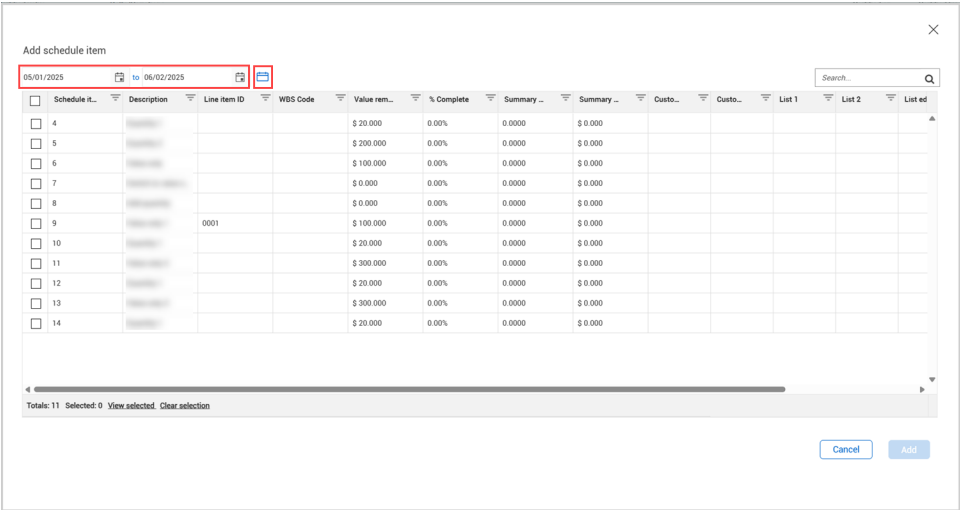 Add schedule item
05/01/2025 to 06/02/2025 Search...
Schedule it... Description Line item ID WBS Code Value rem... % Complete Summary ... Summary ... Custo... Custo... List 1 List 2 List ed
4 $ 20.000 0.00% 0.0000 $ 0.000
5 $ 200.000 0.00% 0.0000 $ 0.000
6 $ 100.000 0.00% 0.0000 $ 0.000
7 $ 0.000 0.00% 0.0000 $ 0.000
8 $ 0.000 0.00% 0.0000 $ 0.000
9 0001 $ 100.000 0.00% 0.0000 $ 0.000
10 $ 20.000 0.00% 0.0000 $ 0.000
11 $ 300.000 0.00% 0.0000 $ 0.000
12 $ 20.000 0.00% 0.0000 $ 0.000
13 $ 300.000 0.00% 0.0000 $ 0.000
14 $ 20.000 0.00% 0.0000 $ 0.000
Totals: 11 Selected: 0 View selected Clear selection
Cancel Add